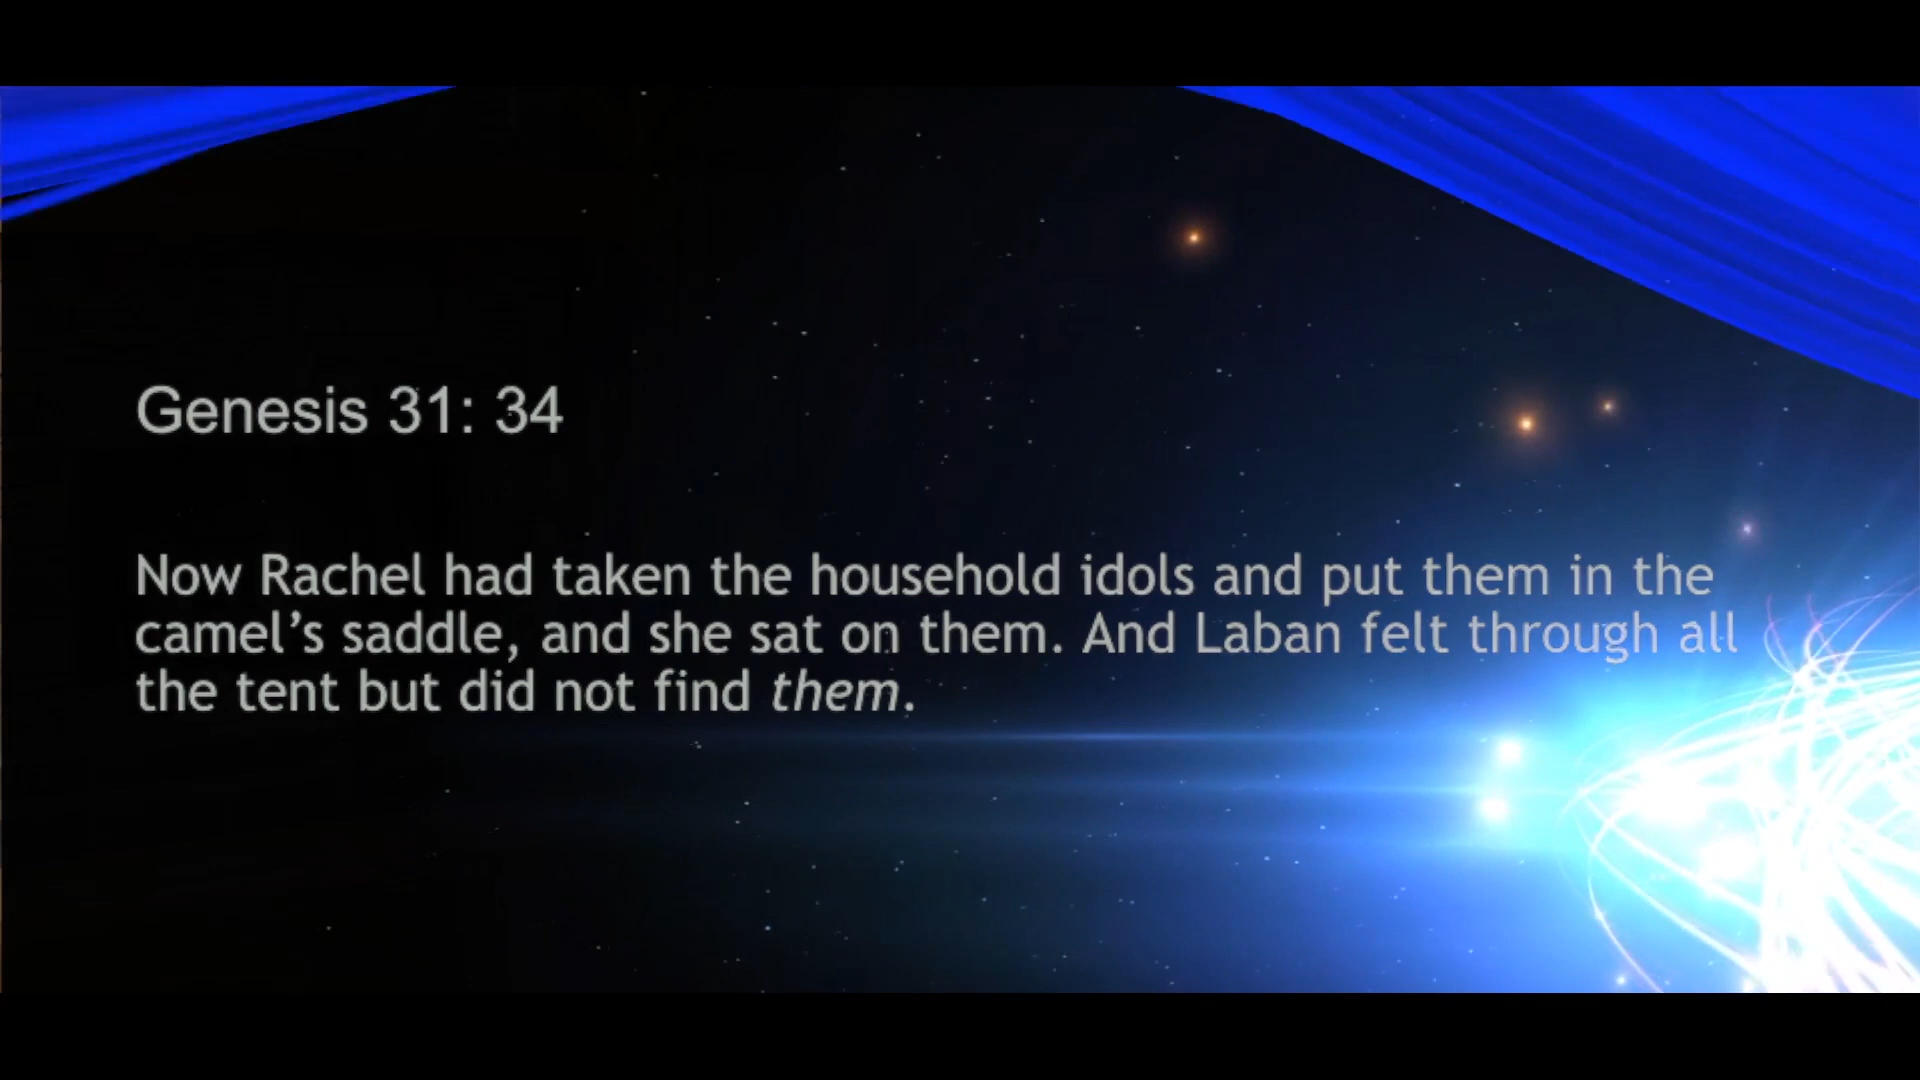 Genesis 31: 34
Now Rachel had taken the household idols and put them in the
camel’s saddle, and she sat on them. And Laban felt through all
the tent but did not find them.